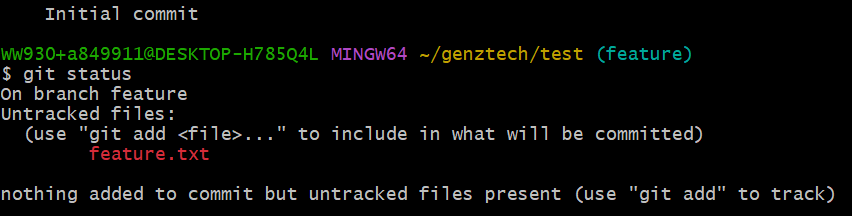 Initial commit
WW930+a849911@DESKTOP-H785Q4L MINGW64 ~/genztech/test (feature)
$ git status
On branch feature
Untracked files:
(use "git add <file>..." to include in what will be committed)
feature.txt
nothing added to commit but untracked files present (use "git add" to track)